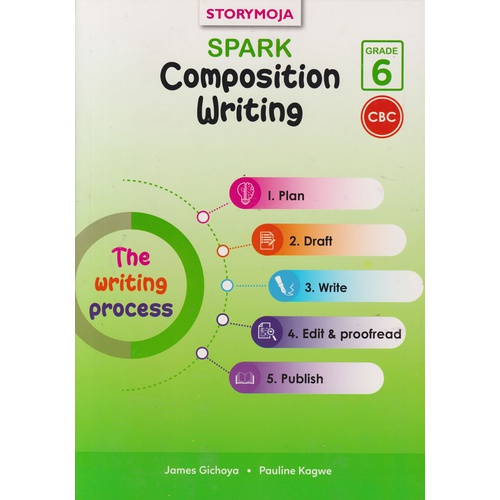 STORYMOJA
SPARK
Composition
Writing
GRADE
6
CBC
The
writing
process
1. Plan
2. Draft
3. Write
4. Edit & proofread
5. Publish
James Gichoya • Pauline Kagwe